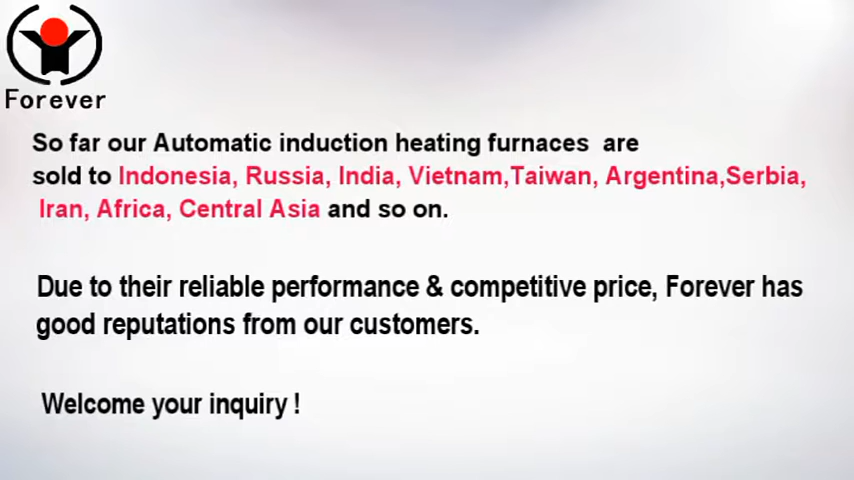 Forever
So far our Automatic induction heating furnaces are
sold to Indonesia, Russia, India, Vietnam,Taiwan, Argentina,Serbia,
Iran, Africa, Central Asia and so on.
Due to their reliable performance & competitive price, Forever has
good reputations from our customers.
Welcome your inquiry !